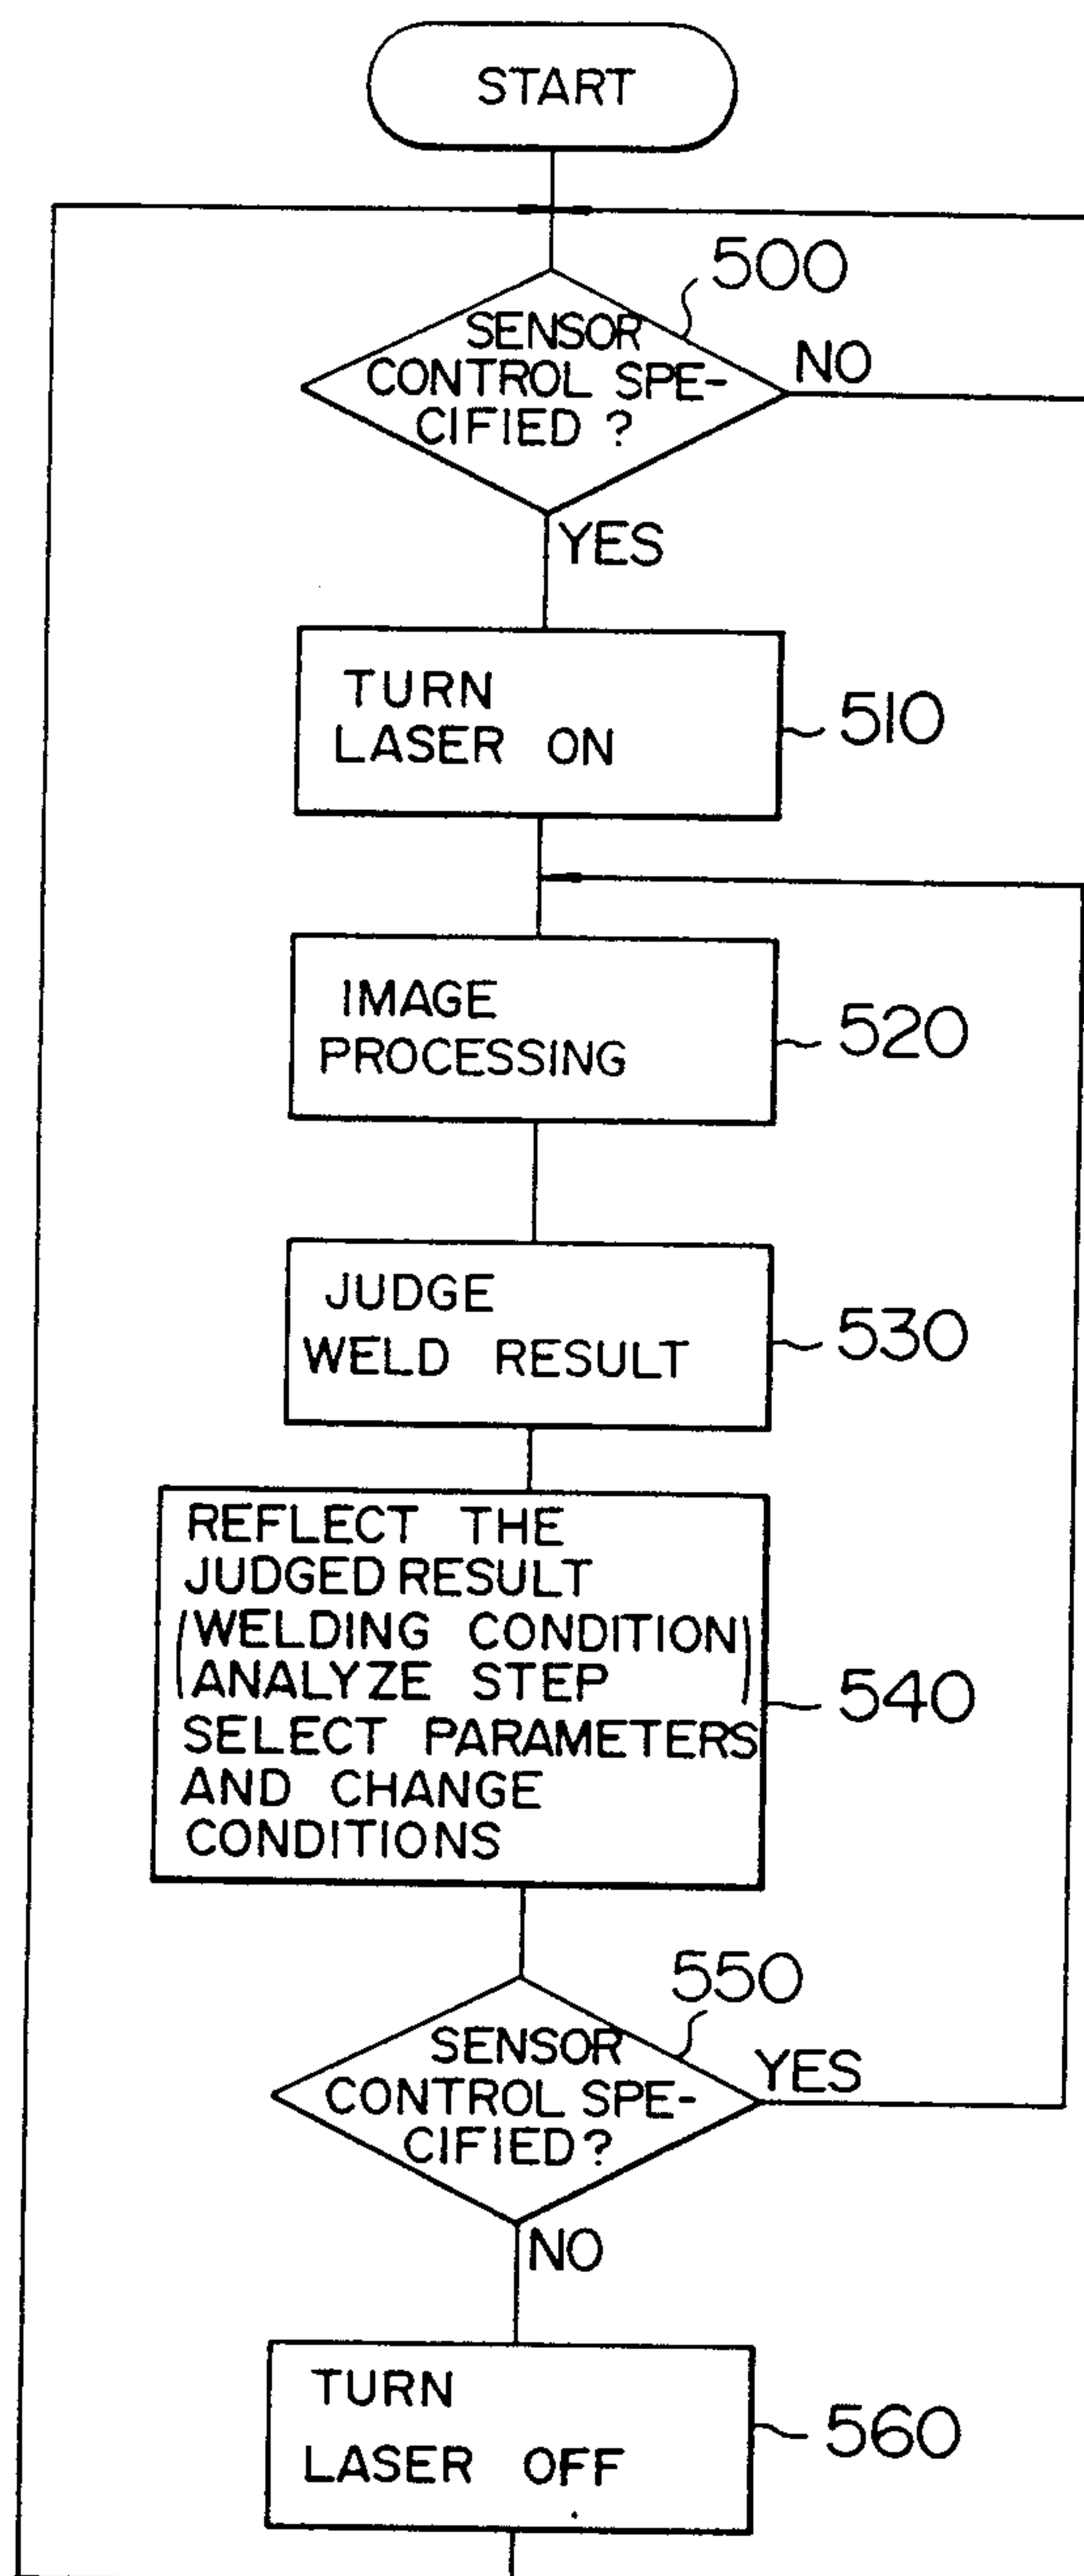 START
500
SENSOR
CONTROL SPE-
CIFIED ?
NO
YES
TURN
LASER ON
510
IMAGE
PROCESSING
520
JUDGE
WELD RESULT
530
REFLECT THE
JUDGED RESULT
(WELDING CONDITION)
(ANALYZE STEP)
SELECT PARAMETERS
AND CHANGE
CONDITIONS
540
550
SENSOR
CONTROL SPE-
CIFIED?
YES
NO
TURN
LASER OFF
560